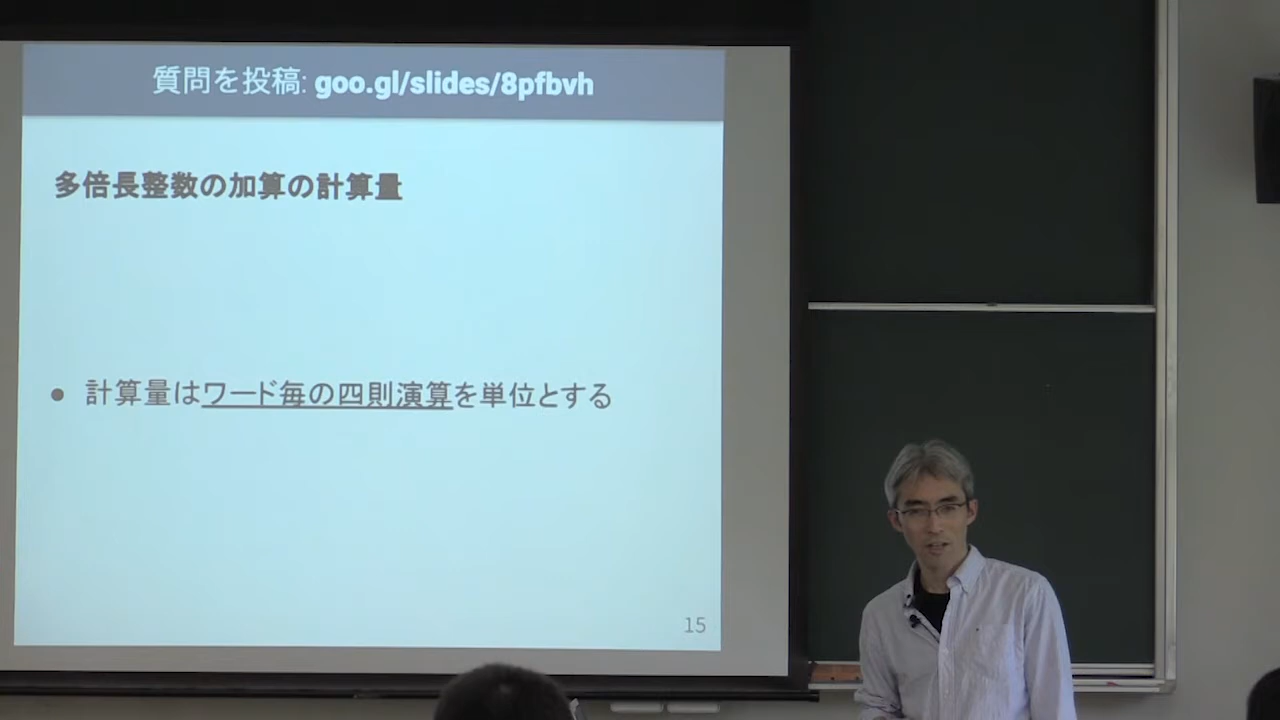 質問を投稿: goo.gl/slides/8pfbvh
多倍長整数の加算の計算量
● 計算量はワード毎の四則演算を単位とする
15